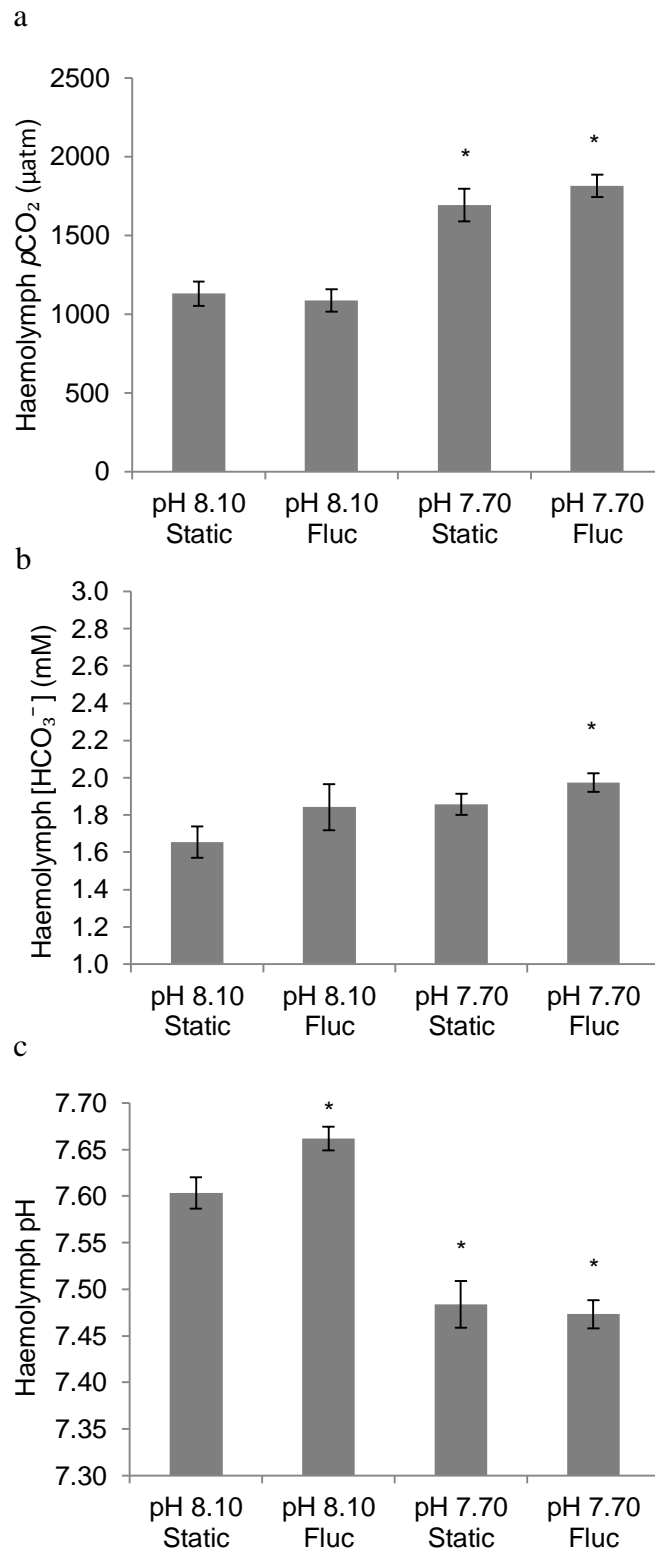 a
Haemolymph pCO₂ (µatm)
2500
2000
1500
1000
500
0
*
*
pH 8.10
Static
pH 8.10
Fluc
pH 7.70
Static
pH 7.70
Fluc
b
Haemolymph [HCO₃⁻] (mM)
3.0
2.8
2.6
2.4
2.2
2.0
1.8
1.6
1.4
1.2
1.0
*
pH 8.10
Static
pH 8.10
Fluc
pH 7.70
Static
pH 7.70
Fluc
c
Haemolymph pH
7.70
7.65
7.60
7.55
7.50
7.45
7.40
7.35
7.30
*
*
*
pH 8.10
Static
pH 8.10
Fluc
pH 7.70
Static
pH 7.70
Fluc